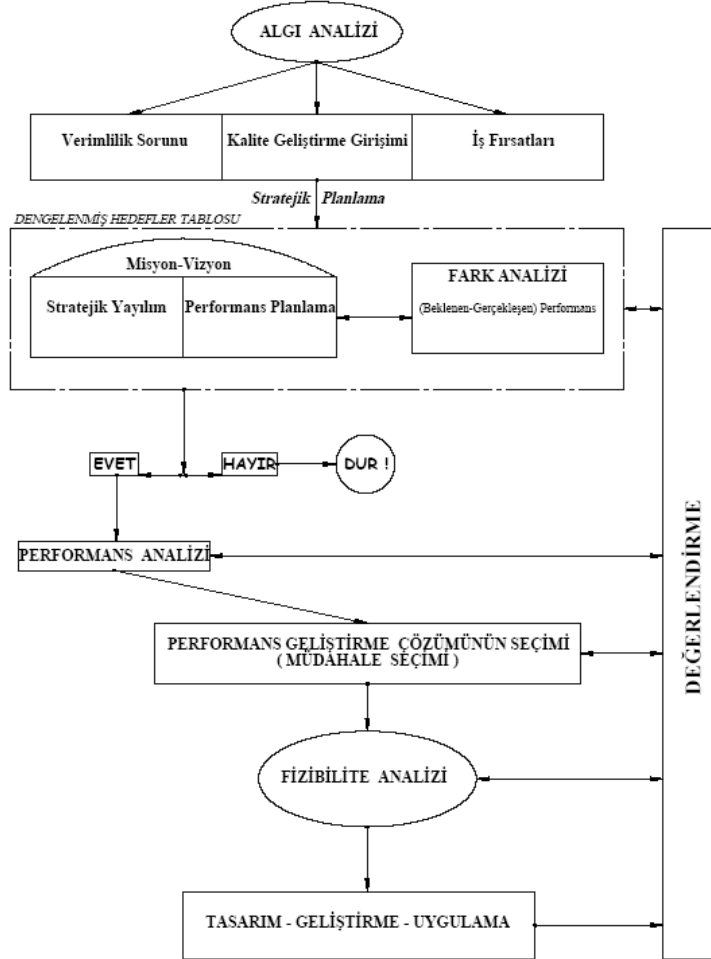 ALGI ANALİZİ
Verimlilik Sorunu
Kalite Geliştirme Girişimi
İş Fırsatları
Stratejik Planlama
DENGELENMİŞ HEDEFLER TABLOSU
Misyon-Vizyon
Stratejik Yayılım
Performans Planlama
FARK ANALİZİ
(Beklenen-Gerçekleşen) Performans
EVET
HAYIR
DUR !
PERFORMANS ANALİZİ
PERFORMANS GELİŞTİRME ÇÖZÜMÜNÜN SEÇİMİ
( MÜDAHALE SEÇİMİ )
FİZİBİLİTE ANALİZİ
TASARIM - GELİŞTİRME - UYGULAMA
DEĞERLENDİRME